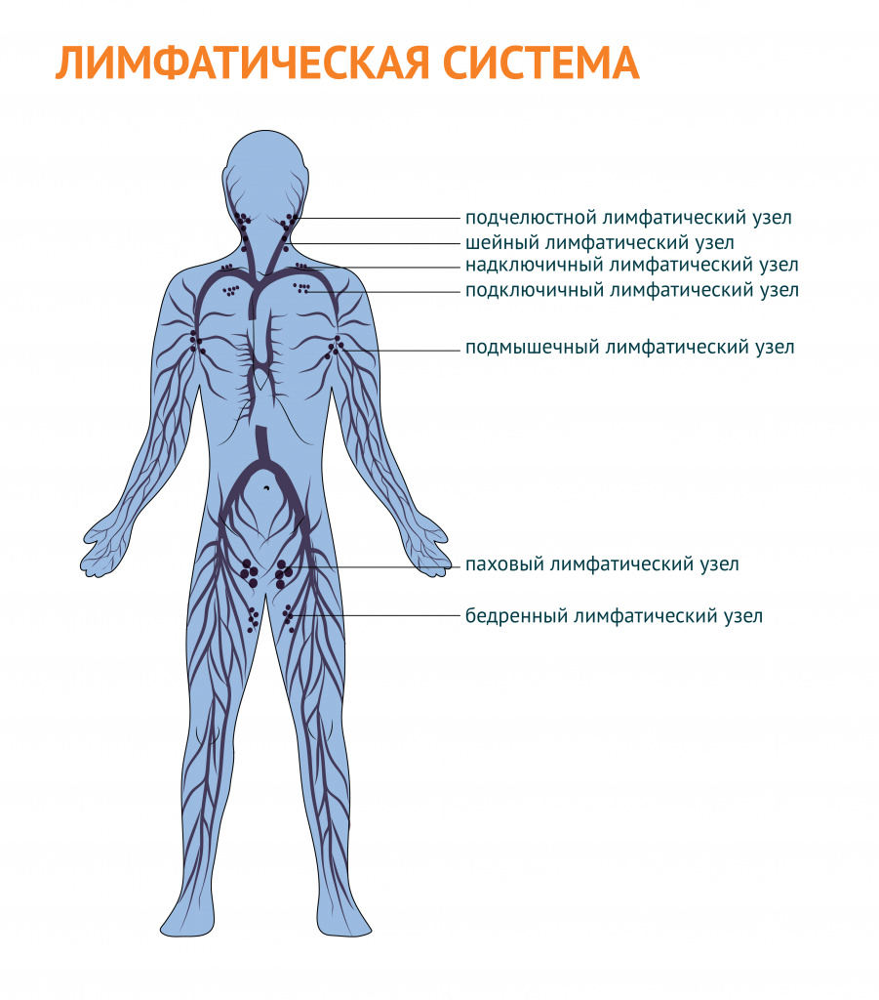 ЛИМФАТИЧЕСКАЯ СИСТЕМА
подчелюстной лимфатический узел
шейный лимфатический узел
надключичный лимфатический узел
подключичный лимфатический узел
подмышечный лимфатический узел
паховый лимфатический узел
бедренный лимфатический узел